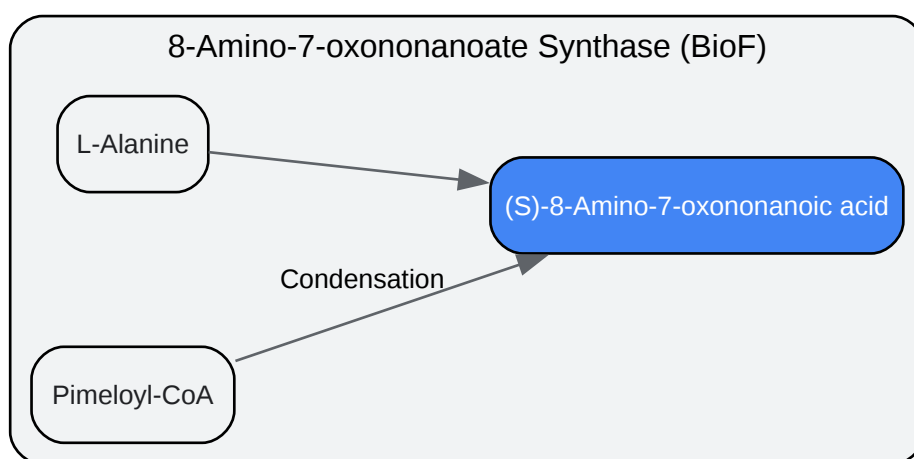 8-Amino-7-oxononanoate Synthase (BioF)
L-Alanine
(S)-8-Amino-7-oxononanoic acid
Condensation
Pimeloyl-CoA